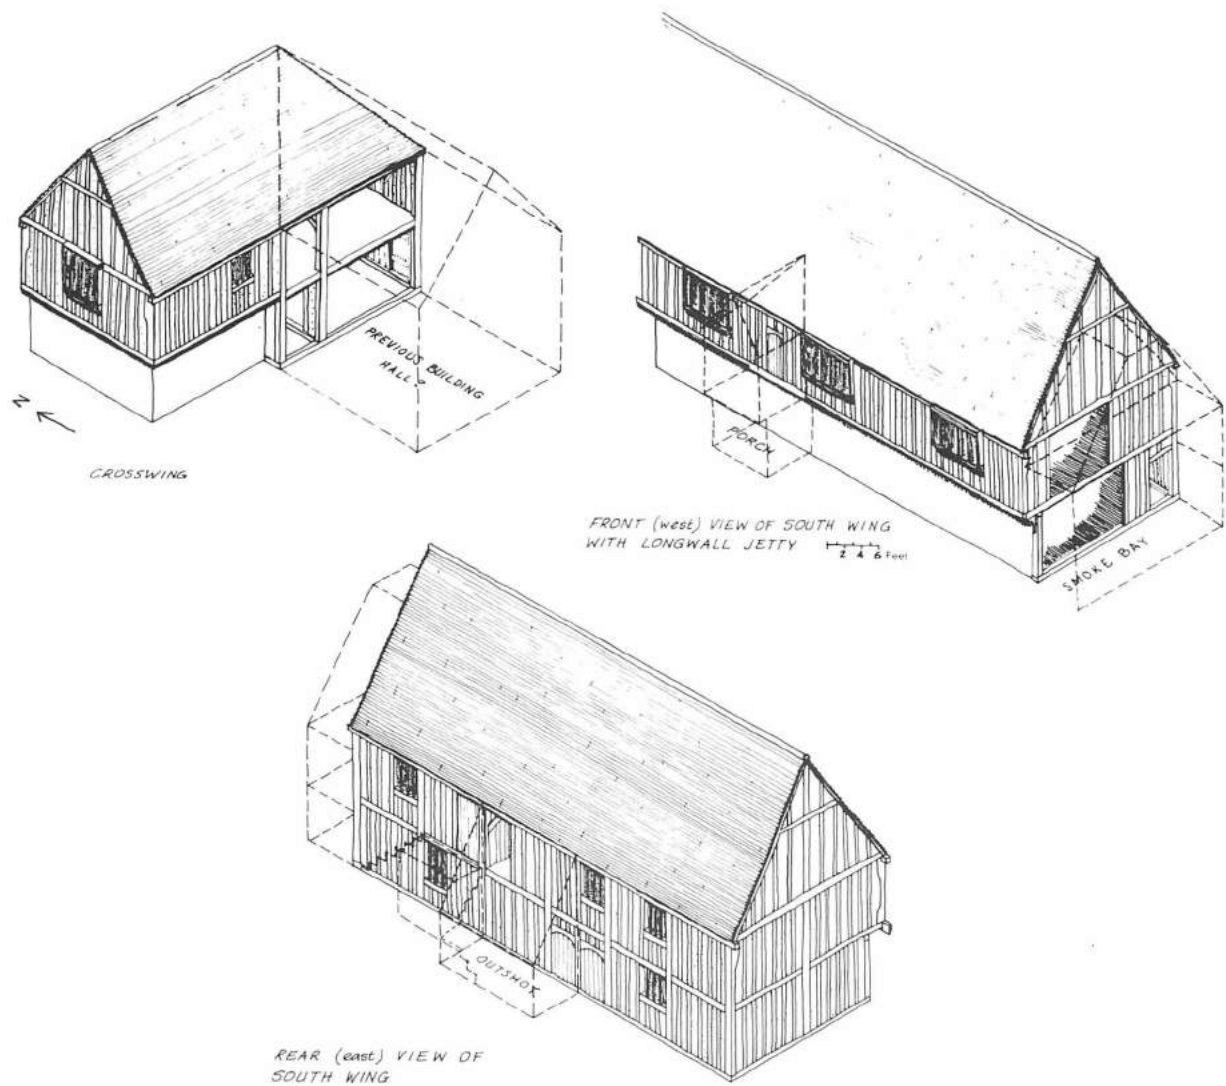 PREVIOUS BUILDING
HALL ?
N
CROSSWING
PORCH
FRONT (west) VIEW OF SOUTH WING
WITH LONGWALL JETTY
2 4 6 Feet
SMOKE BAY
OUTSHOT
REAR (east) VIEW OF
SOUTH WING